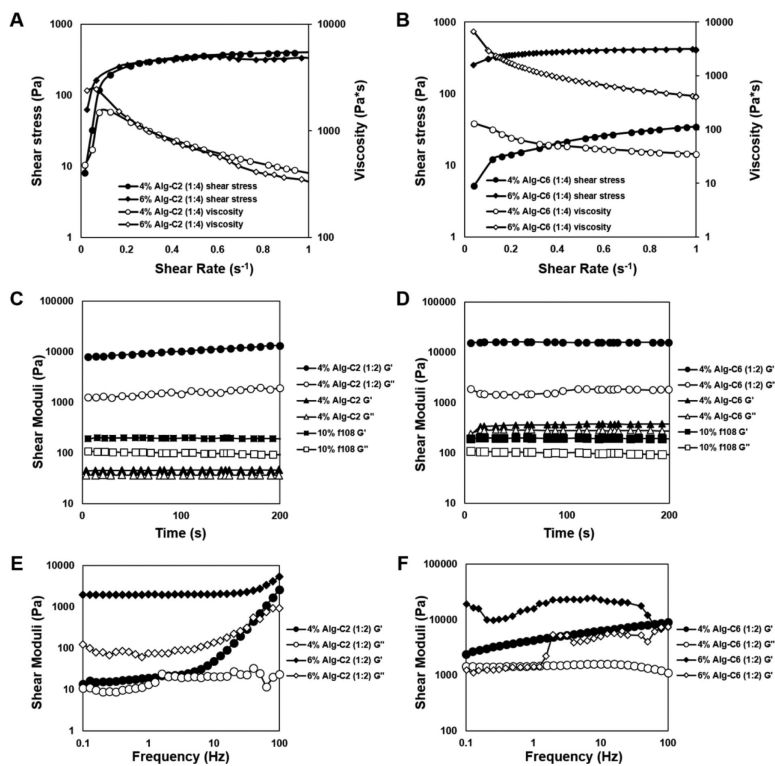 A
Shear stress (Pa)
1000
100
10
1
Viscosity (Pa*s)
10000
1000
100
4% Alg-C2 (1:4) shear stress
6% Alg-C2 (1:4) shear stress
4% Alg-C2 (1:4) viscosity
6% Alg-C2 (1:4) viscosity
0 0.2 0.4 0.6 0.8 1
Shear Rate (s-1)
B
Shear stress (Pa)
1000
100
10
1
Viscosity (Pa*s)
10000
1000
100
10
1
4% Alg-C6 (1:4) shear stress
6% Alg-C6 (1:4) shear stress
4% Alg-C6 (1:4) viscosity
6% Alg-C6 (1:4) viscosity
0 0.2 0.4 0.6 0.8 1
Shear Rate (s-1)
C
Shear Moduli (Pa)
100000
10000
1000
100
10
0 100 200
Time (s)
4% Alg-C2 (1:2) G'
4% Alg-C2 (1:2) G''
4% Alg-C2 G'
4% Alg-C2 G''
10% f108 G'
10% f108 G''
D
Shear Moduli (Pa)
100000
10000
1000
100
10
0 100 200
Time (s)
4% Alg-C6 (1:2) G'
4% Alg-C6 (1:2) G''
4% Alg-C6 G'
4% Alg-C6 G''
10% f108 G'
10% f108 G''
E
Shear Moduli (Pa)
10000
1000
100
10
1
0.1 1 10 100
Frequency (Hz)
4% Alg-C2 (1:2) G'
4% Alg-C2 (1:2) G''
6% Alg-C2 (1:2) G'
6% Alg-C2 (1:2) G''
F
Shear Moduli (Pa)
100000
10000
1000
100
0.1 1 10 100
Frequency (Hz)
4% Alg-C6 (1:2) G'
4% Alg-C6 (1:2) G''
6% Alg-C6 (1:2) G'
6% Alg-C6 (1:2) G'